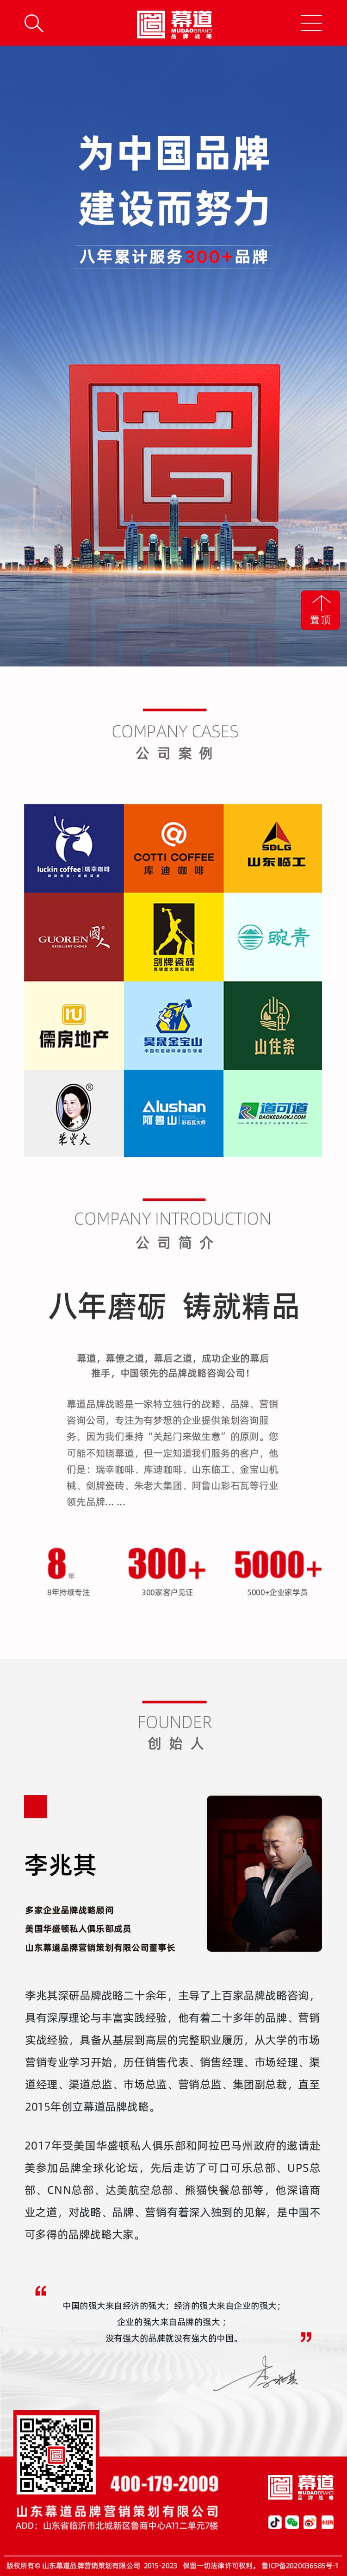 幕道
MUDAOBRAND
品牌战略
为中国品牌
建设而努力
八年累计服务300+品牌
置顶
COMPANY CASES
公司案例
luckin coffee 瑞幸咖啡
COTTI COFFEE
库迪咖啡
SDLG
山东临工
GUOREN 國人
EXCELLENT CHOICE
剑牌瓷砖
豌青
儒房地产
昊晟金宝山
山住茶
朱老大
Alushan
阿鲁山 彩石瓦大师
道可道
DAOKEDAOKJ.COM
COMPANY INTRODUCTION
公司简介
八年磨砺 铸就精品
幕道，幕僚之道，幕后之道，成功企业的幕后
推手，中国领先的品牌战略咨询公司！
幕道品牌战略是一家特立独行的战略、品牌、营销
咨询公司，专注为有梦想的企业提供策划咨询服
务，因为我们秉持“关起门来做生意”的原则。您
可能不知晓幕道，但一定知道我们服务的客户，他
们是：瑞幸咖啡、库迪咖啡、山东临工、金宝山机
械、剑牌瓷砖、朱老大集团、阿鲁山彩石瓦等行业
领先品牌... ...
8年 300+ 5000+
8年持续专注 300家客户见证 5000+企业家学员
FOUNDER
创始人
李兆其
多家企业品牌战略顾问
美国华盛顿私人俱乐部成员
山东幕道品牌营销策划有限公司董事长
李兆其深研品牌战略二十余年，主导了上百家品牌战略咨询，
具有深厚理论与丰富实践经验，他有着二十多年的品牌、营销
实战经验，具备从基层到高层的完整职业履历，从大学的市场
营销专业学习开始，历任销售代表、销售经理、市场经理、渠
道经理、渠道总监、市场总监、营销总监、集团副总裁，直至
2015年创立幕道品牌战略。
2017年受美国华盛顿私人俱乐部和阿拉巴马州政府的邀请赴
美参加品牌全球化论坛，先后走访了可口可乐总部、UPS总
部、CNN总部、达美航空总部、熊猫快餐总部等，他深谙商
业之道，对战略、品牌、营销有着深入独到的见解，是中国不
可多得的品牌战略大家。
“
中国的强大来自经济的强大；经济的强大来自企业的强大；
企业的强大来自品牌的强大；
没有强大的品牌就没有强大的中国。
”
李兆其
400-179-2009
幕道
品牌战略
山东幕道品牌营销策划有限公司
ADD：山东省临沂市北城新区鲁商中心A11二单元7楼
小红书
版权所有© 山东幕道品牌营销策划有限公司 2015-2023 保留一切法律许可权利。 鲁ICP备2020036585号-1